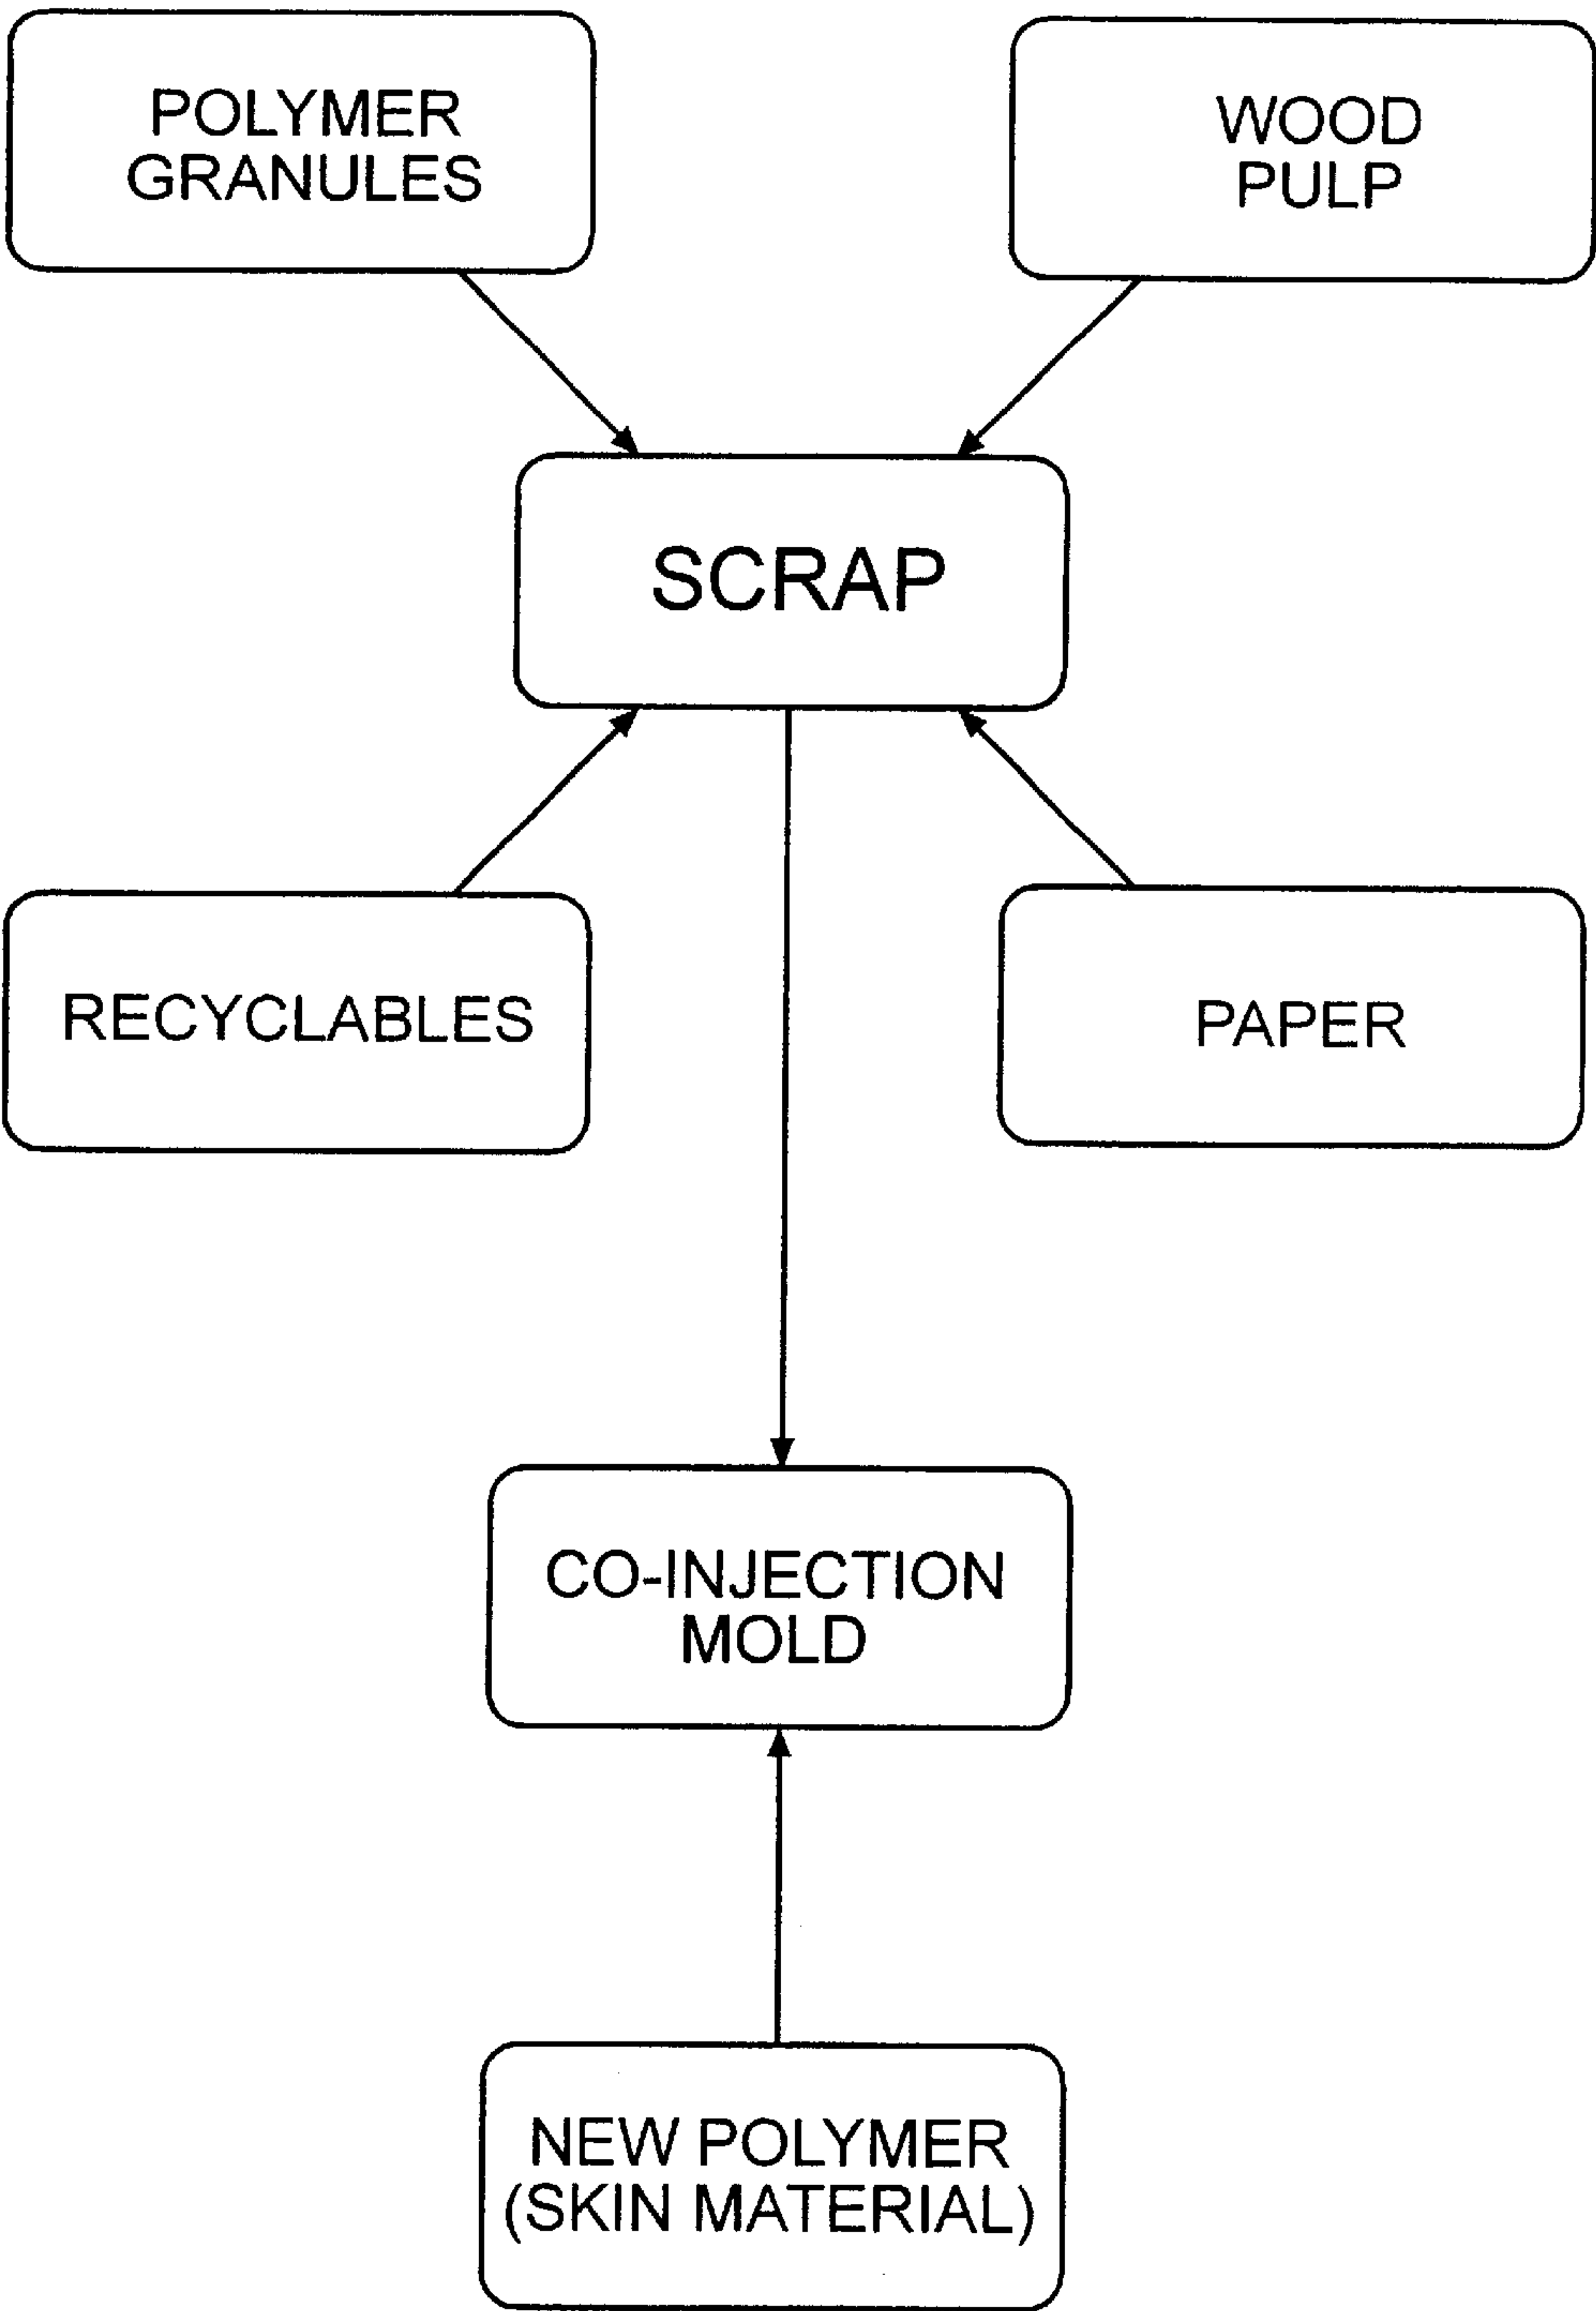 POLYMER
GRANULES
WOOD
PULP
SCRAP
RECYCLABLES
PAPER
CO-INJECTION
MOLD
NEW POLYMER
(SKIN MATERIAL)